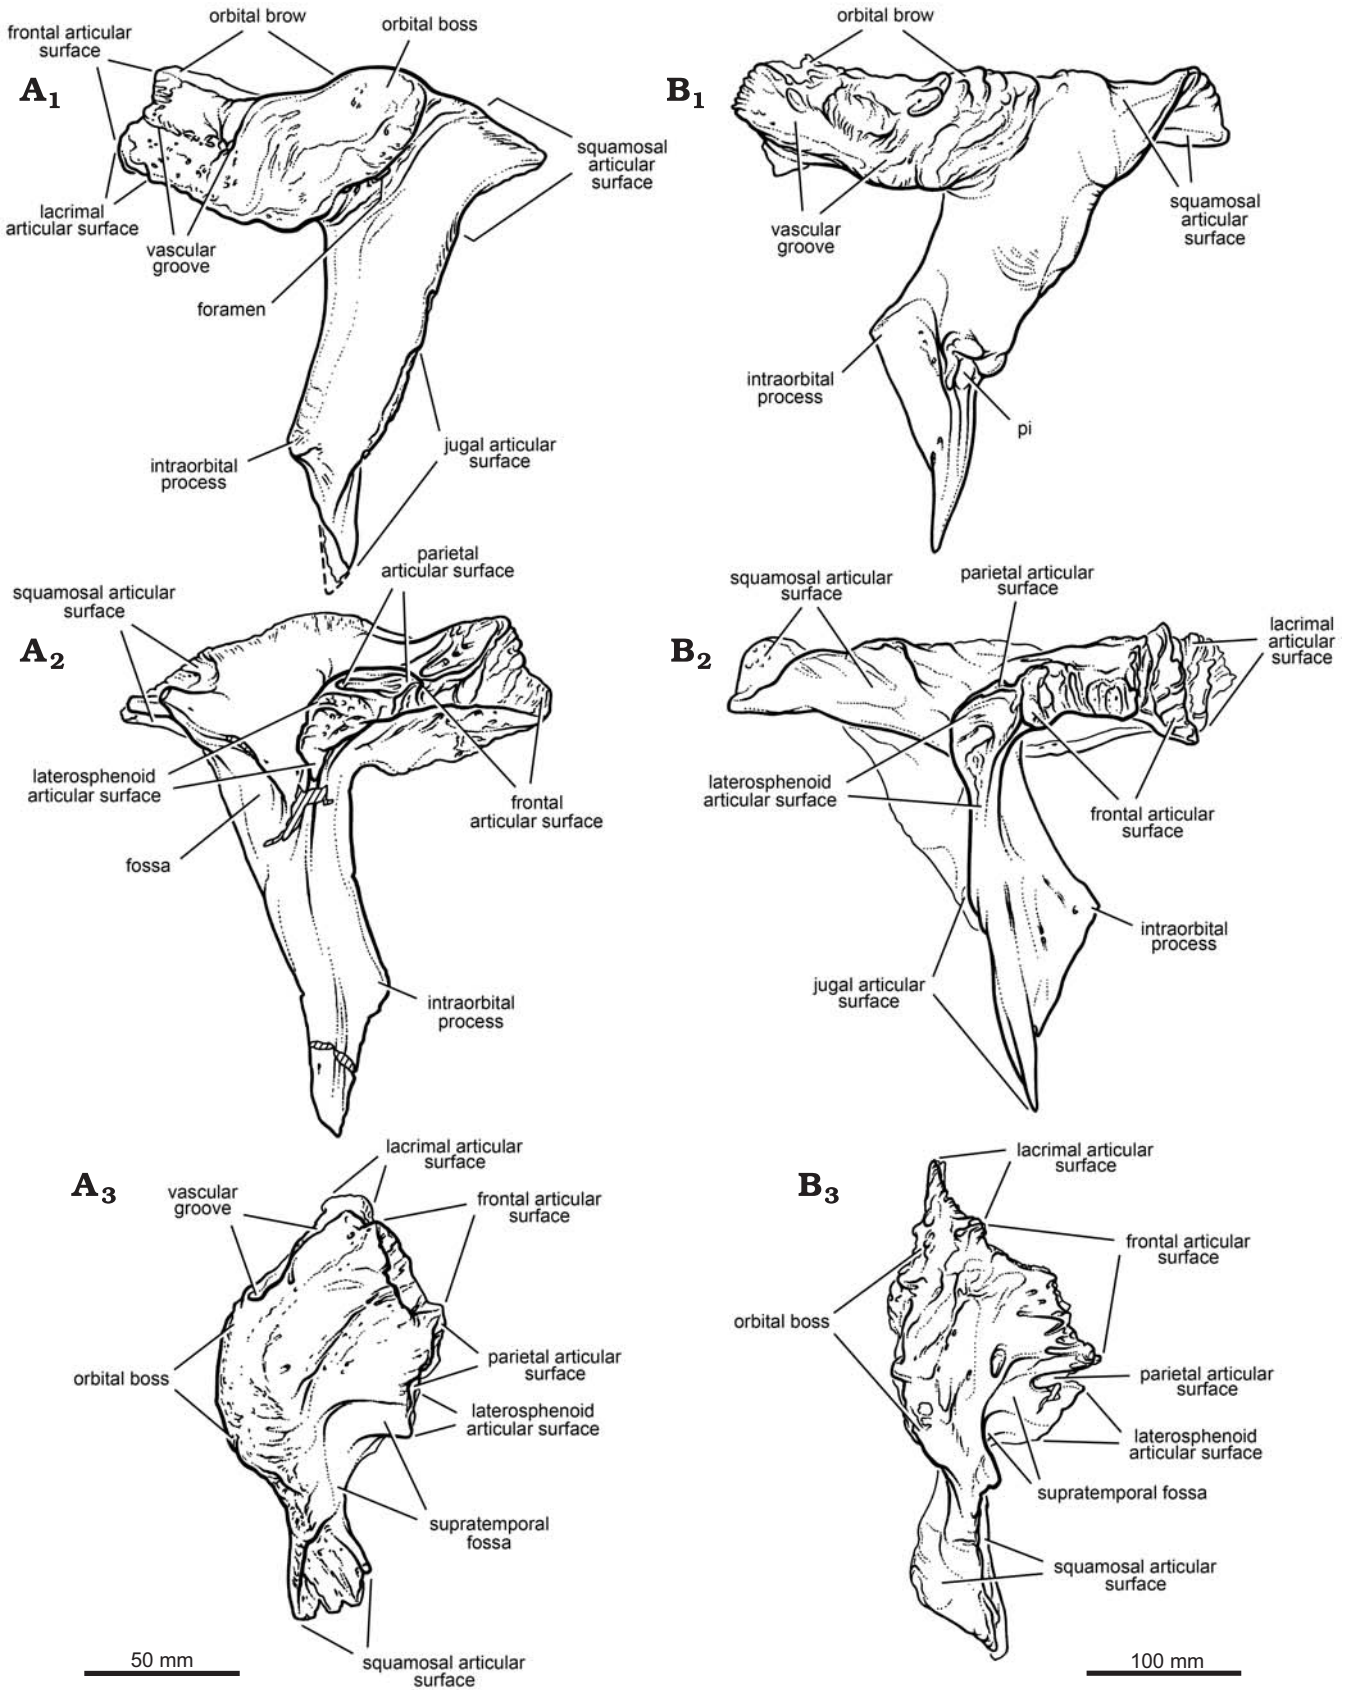 A1
frontal articular
surface
orbital brow
orbital boss
squamosal
articular
surface
lacrimal
articular surface
vascular
groove
foramen
intraorbital
process
jugal articular
surface
B1
orbital brow
vascular
groove
squamosal
articular
surface
intraorbital
process
pi
A2
squamosal articular
surface
parietal
articular surface
laterosphenoid
articular surface
frontal
articular surface
fossa
intraorbital
process
B2
squamosal articular
surface
parietal articular
surface
lacrimal
articular
surface
laterosphenoid
articular surface
frontal articular
surface
intraorbital
process
jugal articular
surface
A3
lacrimal articular
surface
vascular
groove
frontal articular
surface
orbital boss
parietal articular
surface
laterosphenoid
articular surface
supratemporal
fossa
squamosal articular
surface
50 mm
B3
lacrimal articular
surface
frontal articular
surface
orbital boss
parietal articular
surface
laterosphenoid
articular surface
supratemporal fossa
squamosal articular
surface
100 mm